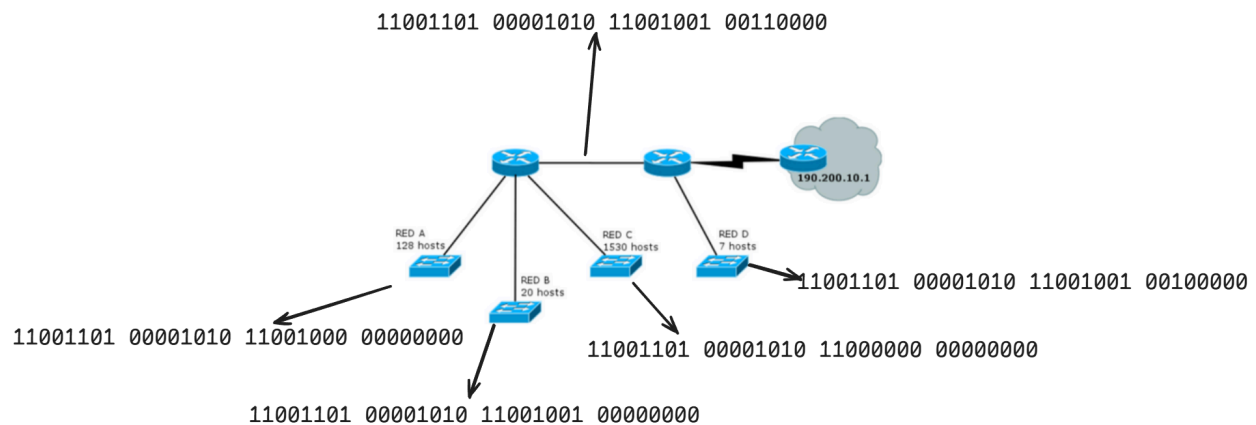 11001101 00001010 11001001 00110000
190.200.10.1
RED A
128 hosts
RED C
1530 hosts
RED D
7 hosts
11001101 00001010 11001001 00100000
RED B
20 hosts
11001101 00001010 11001000 00000000
11001101 00001010 11000000 00000000
11001101 00001010 11001001 00000000